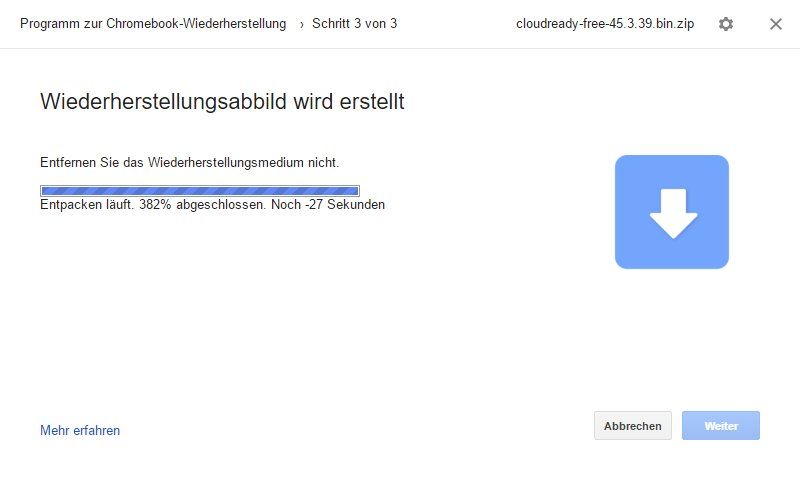 Programm zur Chromebook-Wiederherstellung › Schritt 3 von 3 cloudready-free-45.3.39.bin.zip
Wiederherstellungsabbild wird erstellt
Entfernen Sie das Wiederherstellungsmedium nicht.
Entpacken läuft. 382% abgeschlossen. Noch -27 Sekunden
Mehr erfahren
Abbrechen
Weiter